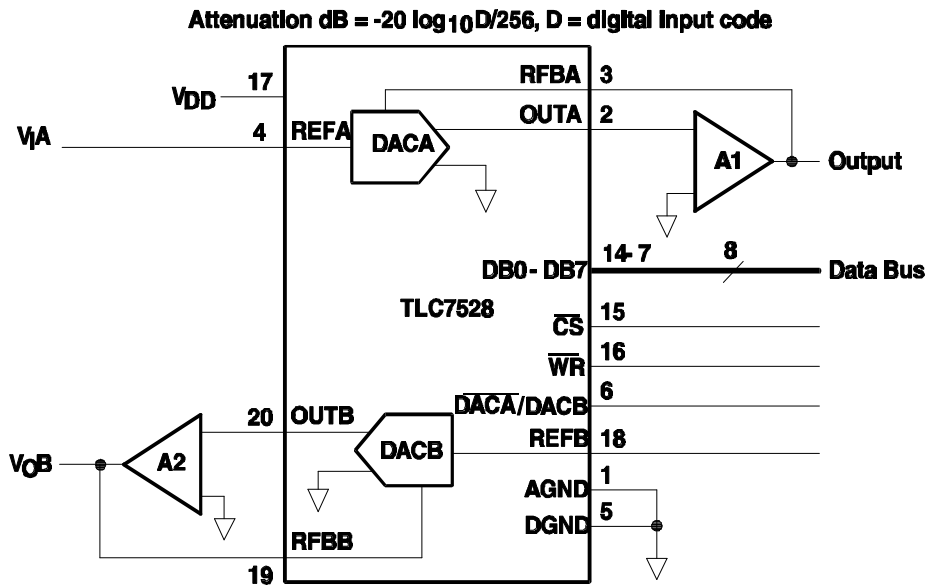 Attenuation dB = -20 log10D/256, D = digital input code
17
RFBA
3
VDD
OUTA
2
4
REFA
VIA
DACA
A1
Output
14-7
8
DB0 - DB7
Data Bus
TLC7528
15
CS
16
WR
6
DACA/DACB
20
OUTB
REFB
18
DACB
A2
VOB
1
AGND
5
DGND
RFBB
19